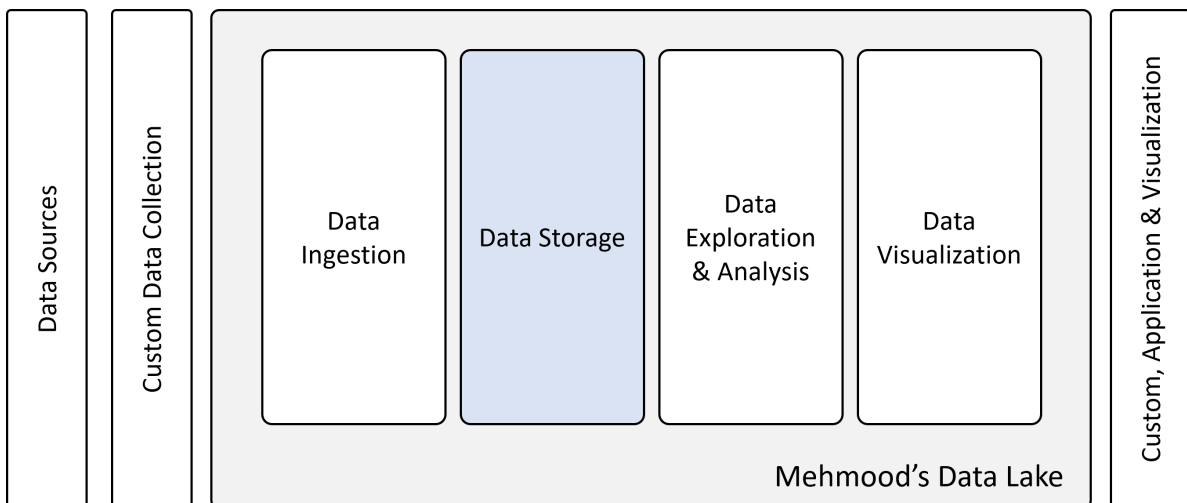 Data Sources
Custom Data Collection
Data
Ingestion
Data Storage
Data
Exploration
& Analysis
Data
Visualization
Mehmood’s Data Lake
Custom, Application & Visualization